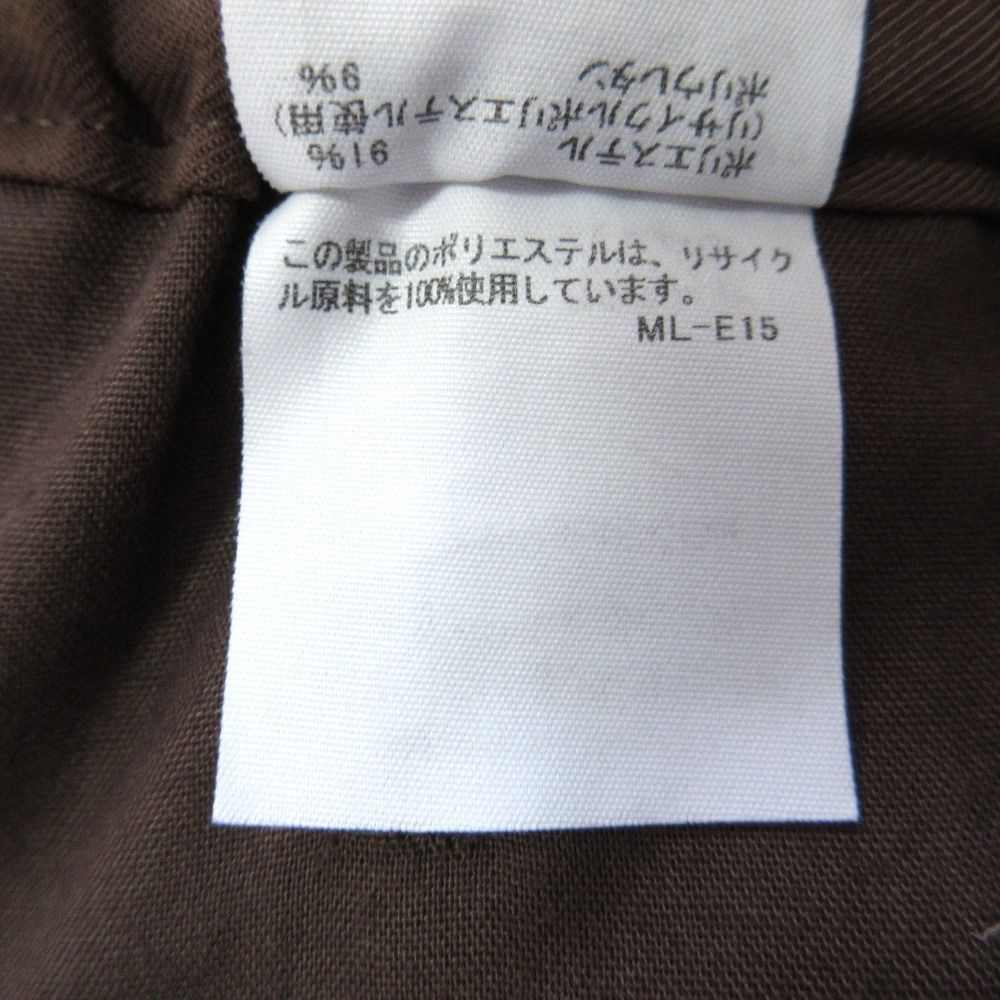 ポリエステル 91%
(リサイクルポリエステル使用)
ポリウレタン 9%
この製品のポリエステルは、リサイク
ル原料を100%使用しています。
ML-E15